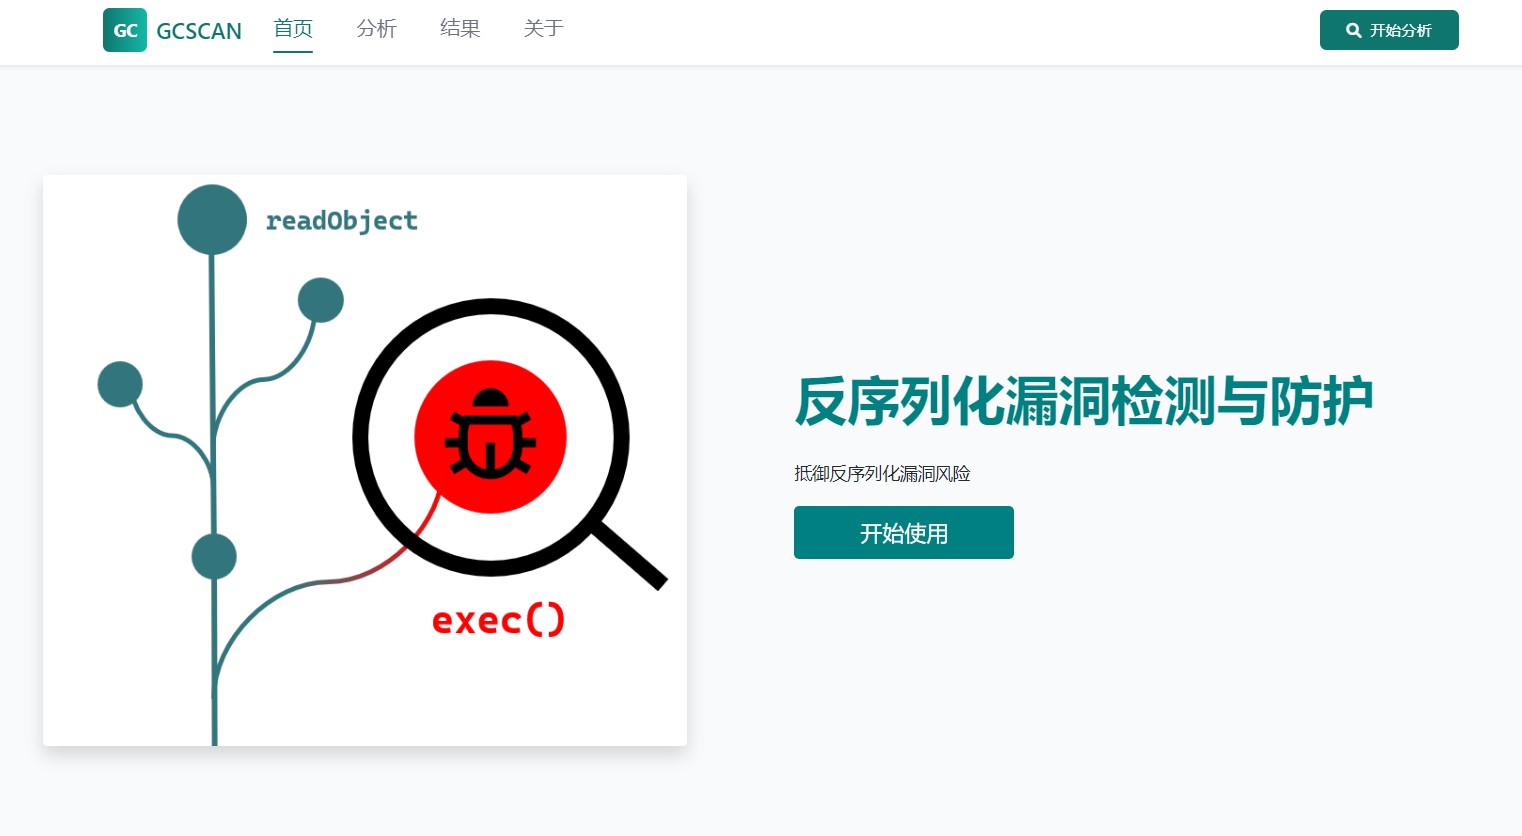 GC GCSCAN 首页 分析 结果 关于 开始分析
readObject
exec()
反序列化漏洞检测与防护
抵御反序列化漏洞风险
开始使用